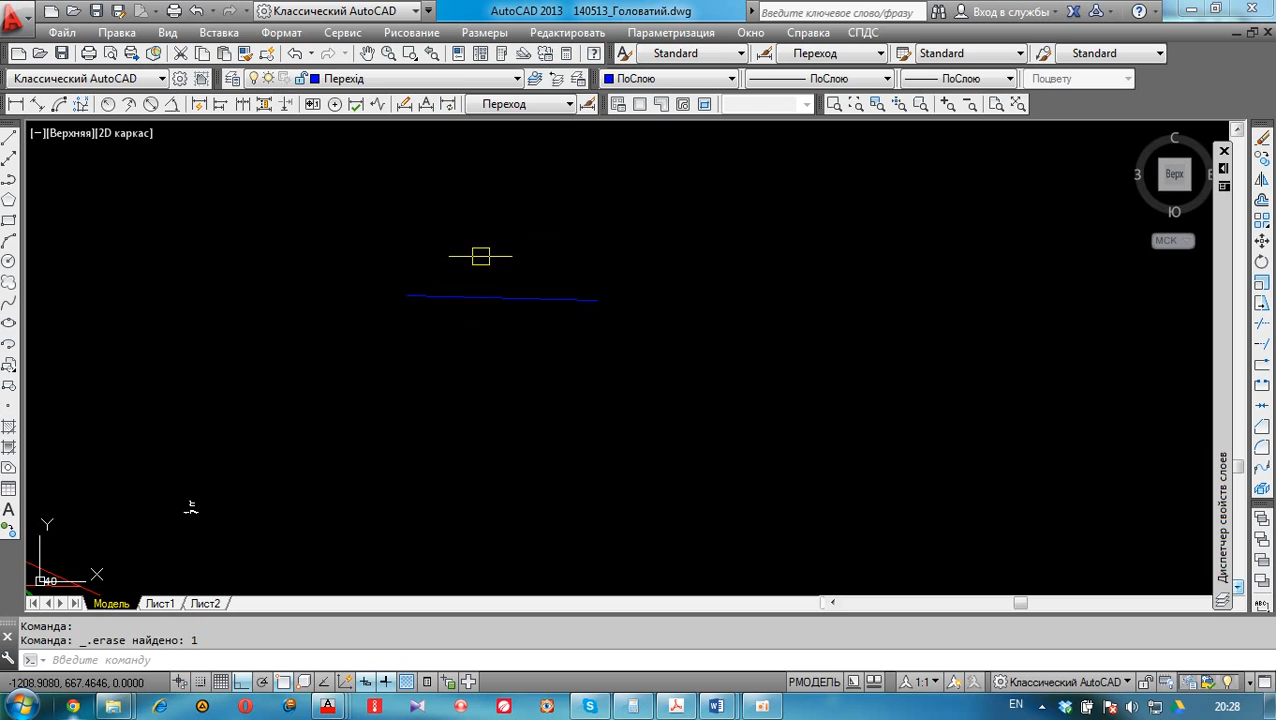 AutoCAD 2013 140513_Головатий.dwg
Классический AutoCAD
Введите ключевое слово/фразу
Вход в службы
Файл Правка Вид Вставка Формат Сервис Рисование Размеры Редактировать Параметризация Окно Справка СПДС
Standard Переход Standard Standard
Классический AutoCAD Перехід ПоСлою ПоСлою ПоСлою Поцвету
Переход
[−][Верхняя][2D каркас]
С
З Верх
Ю
МСК
Диспетчер свойств слоев
Y
X
40
Модель Лист1 Лист2
Команда:
Команда: _.erase найдено: 1
Введите команду
-1208.9080, 667.4646, 0.0000 РМОДЕЛЬ 1:1 Классический AutoCAD
EN 20:28